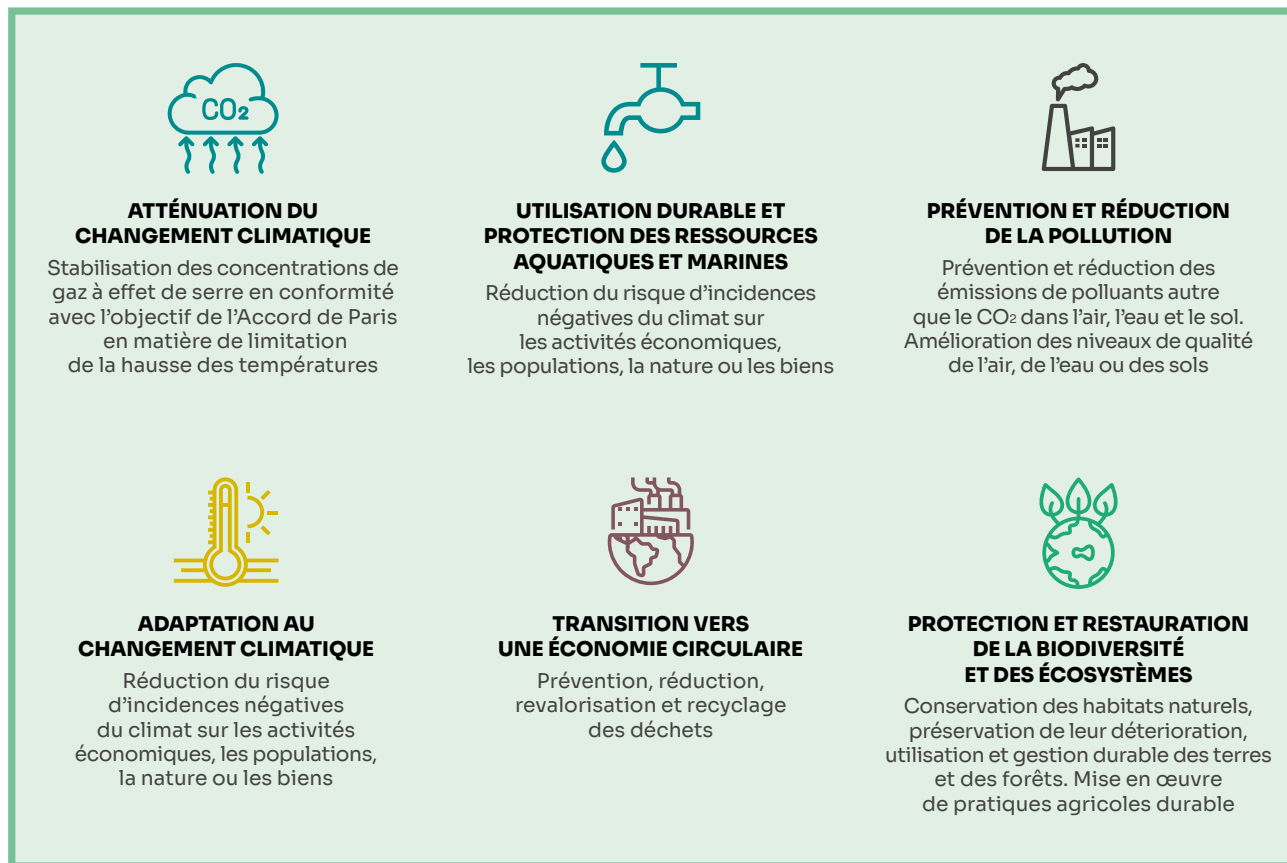 CO₂
ATTÉNUATION DU
CHANGEMENT CLIMATIQUE
Stabilisation des concentrations de
gaz à effet de serre en conformité
avec l’objectif de l’Accord de Paris
en matière de limitation
de la hausse des températures
UTILISATION DURABLE ET
PROTECTION DES RESSOURCES
AQUATIQUES ET MARINES
Réduction du risque d’incidences
négatives du climat sur
les activités économiques,
les populations, la nature ou les biens
PRÉVENTION ET RÉDUCTION
DE LA POLLUTION
Prévention et réduction des
émissions de polluants autre
que le CO₂ dans l’air, l’eau et le sol.
Amélioration des niveaux de qualité
de l’air, de l’eau ou des sols
ADAPTATION AU
CHANGEMENT CLIMATIQUE
Réduction du risque
d’incidences négatives
du climat sur les activités
économiques, les populations,
la nature ou les biens
TRANSITION VERS
UNE ÉCONOMIE CIRCULAIRE
Prévention, réduction,
revalorisation et recyclage
des déchets
PROTECTION ET RESTAURATION
DE LA BIODIVERSITÉ
ET DES ÉCOSYSTÈMES
Conservation des habitats naturels,
préservation de leur déterioration,
utilisation et gestion durable des terres
et des forêts. Mise en œuvre
de pratiques agricoles durable